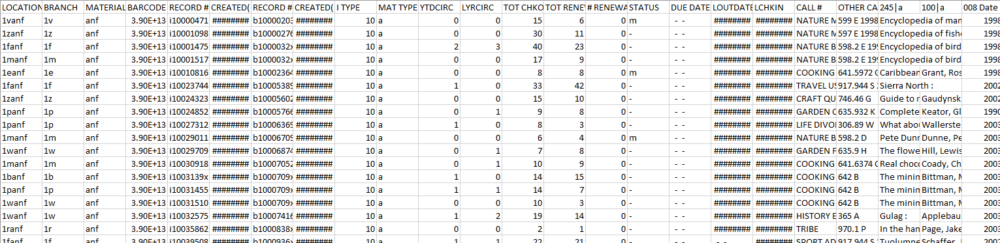 LOCATION BRANCH MATERIAL BARCODE RECORD # CREATED( RECORD # CREATED( I TYPE MAT TYPE YTDCIRC LYRCIRC TOT CHKO TOT RENEW # RENEWA STATUS DUE DATE LOUTDATE LCHKIN CALL # OTHER CA 245|a 100|a 008 Date
1vanf 1v anf 3.90E+13 i10000471 ######## b10000203 ######## 10 a 0 0 15 6 0 m - - ######## ######## NATURE M 599 E 1998 Encyclopedia of man 1998
1zanf 1z anf 3.90E+13 i10001098 ######## b10000276 ######## 10 a 0 0 30 11 0 - - - ######## ######## NATURE 597 E 1998 Encyclopedia of fish 1998
1fanf 1f anf 3.90E+13 i10001475 ######## b1000032x ######## 10 a 2 3 40 23 0 - - - ######## ######## NATURE B 598.2 E 199 Encyclopedia of bird 1998
1manf 1m anf 3.90E+13 i10001517 ######## b1000032x ######## 10 a 0 0 17 9 0 - - - ######## ######## NATURE B 598.2 E 199 Encyclopedia of bird 1998
1eanf 1e anf 3.90E+13 i10010816 ######## b10002364 ######## 10 a 0 0 8 8 0 m - - ######## ######## COOKING 641.5972 G Caribbean Grant, Ros 1998
1fanf 1f anf 3.90E+13 i10023744 ######## b10005389 ######## 10 a 1 0 33 42 0 - - - ######## ######## TRAVEL US 917.944 S Sierra North : 2002
1zanf 1z anf 3.90E+13 i10024323 ######## b10005602 ######## 10 a 0 0 15 10 0 - - - ######## ######## CRAFT QU 746.46 G Guide to Gaudynsk 2002
1panf 1p anf 3.90E+13 i10024852 ######## b10005766 ######## 10 a 0 1 9 8 0 - - - ######## ######## GARDEN 635.932 K Complete Keator, Gl 1990
1panf 1p anf 3.90E+13 i10027312 ######## b10006369 ######## 10 a 1 0 8 3 0 - - - ######## ######## LIFE DIVO 306.89 W What abou Wallerste 2003
1manf 1m anf 3.90E+13 i10029011 ######## b10006709 ######## 10 a 0 0 6 4 0 m - - ######## ######## NATURE B 598.2 D Pete Dunn Dunne, Pe 2003
1wanf 1w anf 3.90E+13 i10029709 ######## b10006874 ######## 10 a 0 1 7 8 0 - - - ######## ######## GARDEN F 635.9 H The flowe Hill, Lewis 2003
1manf 1m anf 3.90E+13 i10030918 ######## b10007052 ######## 10 a 0 1 10 9 0 - - - ######## ######## COOKING 641.6374 C Real choc Coady, Ch 2003
1banf 1b anf 3.90E+13 i1003139x ######## b1000709x ######## 10 a 1 0 14 15 0 - - - ######## ######## COOKING 642 B The minin Bittman, M 2003
1panf 1p anf 3.90E+13 i10031455 ######## b1000709x ######## 10 a 1 1 14 7 0 - - - ######## ######## COOKING 642 B The minin Bittman, M 2003
1wanf 1w anf 3.90E+13 i10031510 ######## b1000709x ######## 10 a 0 0 10 3 0 - - - ######## ######## COOKING 642 B The minin Bittman, M 2003
1wanf 1w anf 3.90E+13 i10032575 ######## b10007416 ######## 10 a 1 2 19 14 0 - - - ######## ######## HISTORY E 365 A Gulag : Applebau 2003
1ranf 1r anf 3.90E+13 i10035862 ######## b1000838x ######## 10 a 0 0 2 1 0 - - - ######## ######## TRIBE 970.1 P In the han Page, Jake 2003
1fanf 1f anf 3.90E+13 i10039508 ######## b1000936x ######## 10 a 1 1 22 21 0 - - - - - ######## SPORT AD 917.944 S Tuolumne Schaffer, 2002